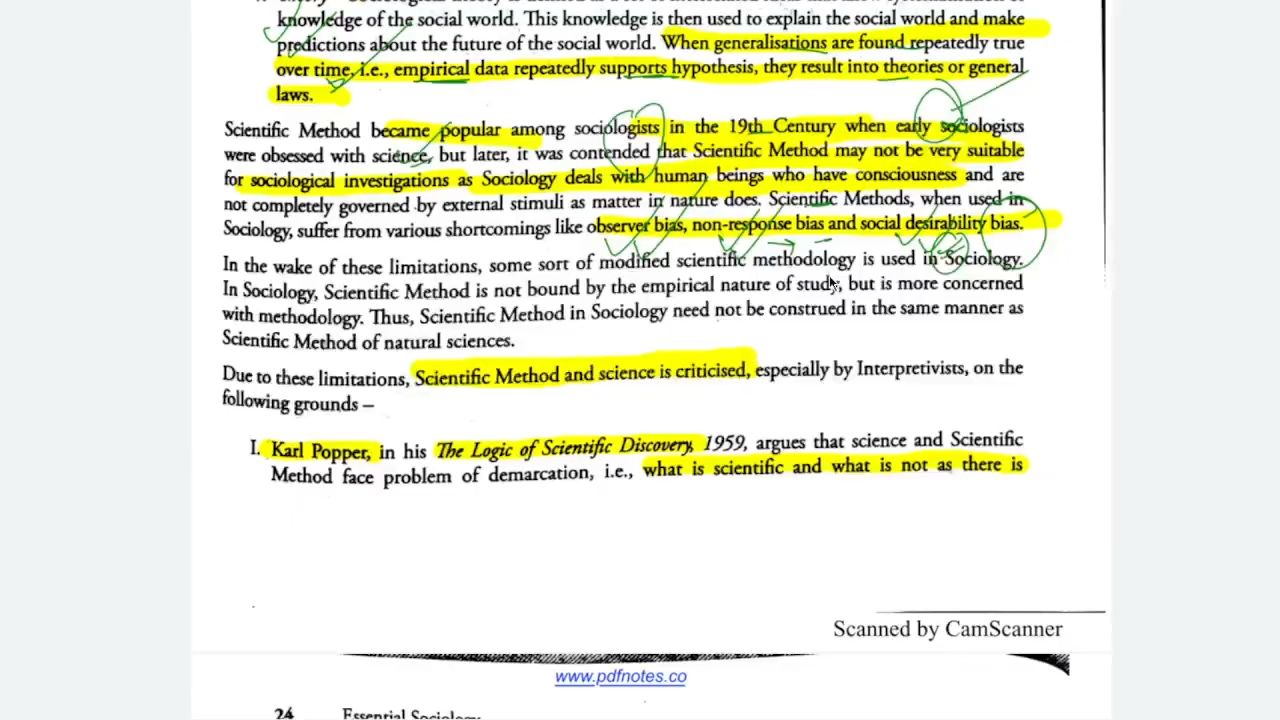 knowledge of the social world. This knowledge is then used to explain the social world and make
predictions about the future of the social world. When generalisations are found repeatedly true
over time, i.e., empirical data repeatedly supports hypothesis, they result into theories or general
laws.
Scientific Method became popular among sociologists in the 19th Century when early sociologists
were obsessed with science, but later, it was contended that Scientific Method may not be very suitable
for sociological investigations as Sociology deals with human beings who have consciousness and are
not completely governed by external stimuli as matter in nature does. Scientific Methods, when used in
Sociology, suffer from various shortcomings like observer bias, non-response bias and social desirability bias.
In the wake of these limitations, some sort of modified scientific methodology is used in Sociology.
In Sociology, Scientific Method is not bound by the empirical nature of study, but is more concerned
with methodology. Thus, Scientific Method in Sociology need not be construed in the same manner as
Scientific Method of natural sciences.
Due to these limitations, Scientific Method and science is criticised, especially by Interpretivists, on the
following grounds –
I. Karl Popper, in his The Logic of Scientific Discovery, 1959, argues that science and Scientific
Method face problem of demarcation, i.e., what is scientific and what is not as there is
Scanned by CamScanner
www.pdfnotes.co
24 Essential Sociology